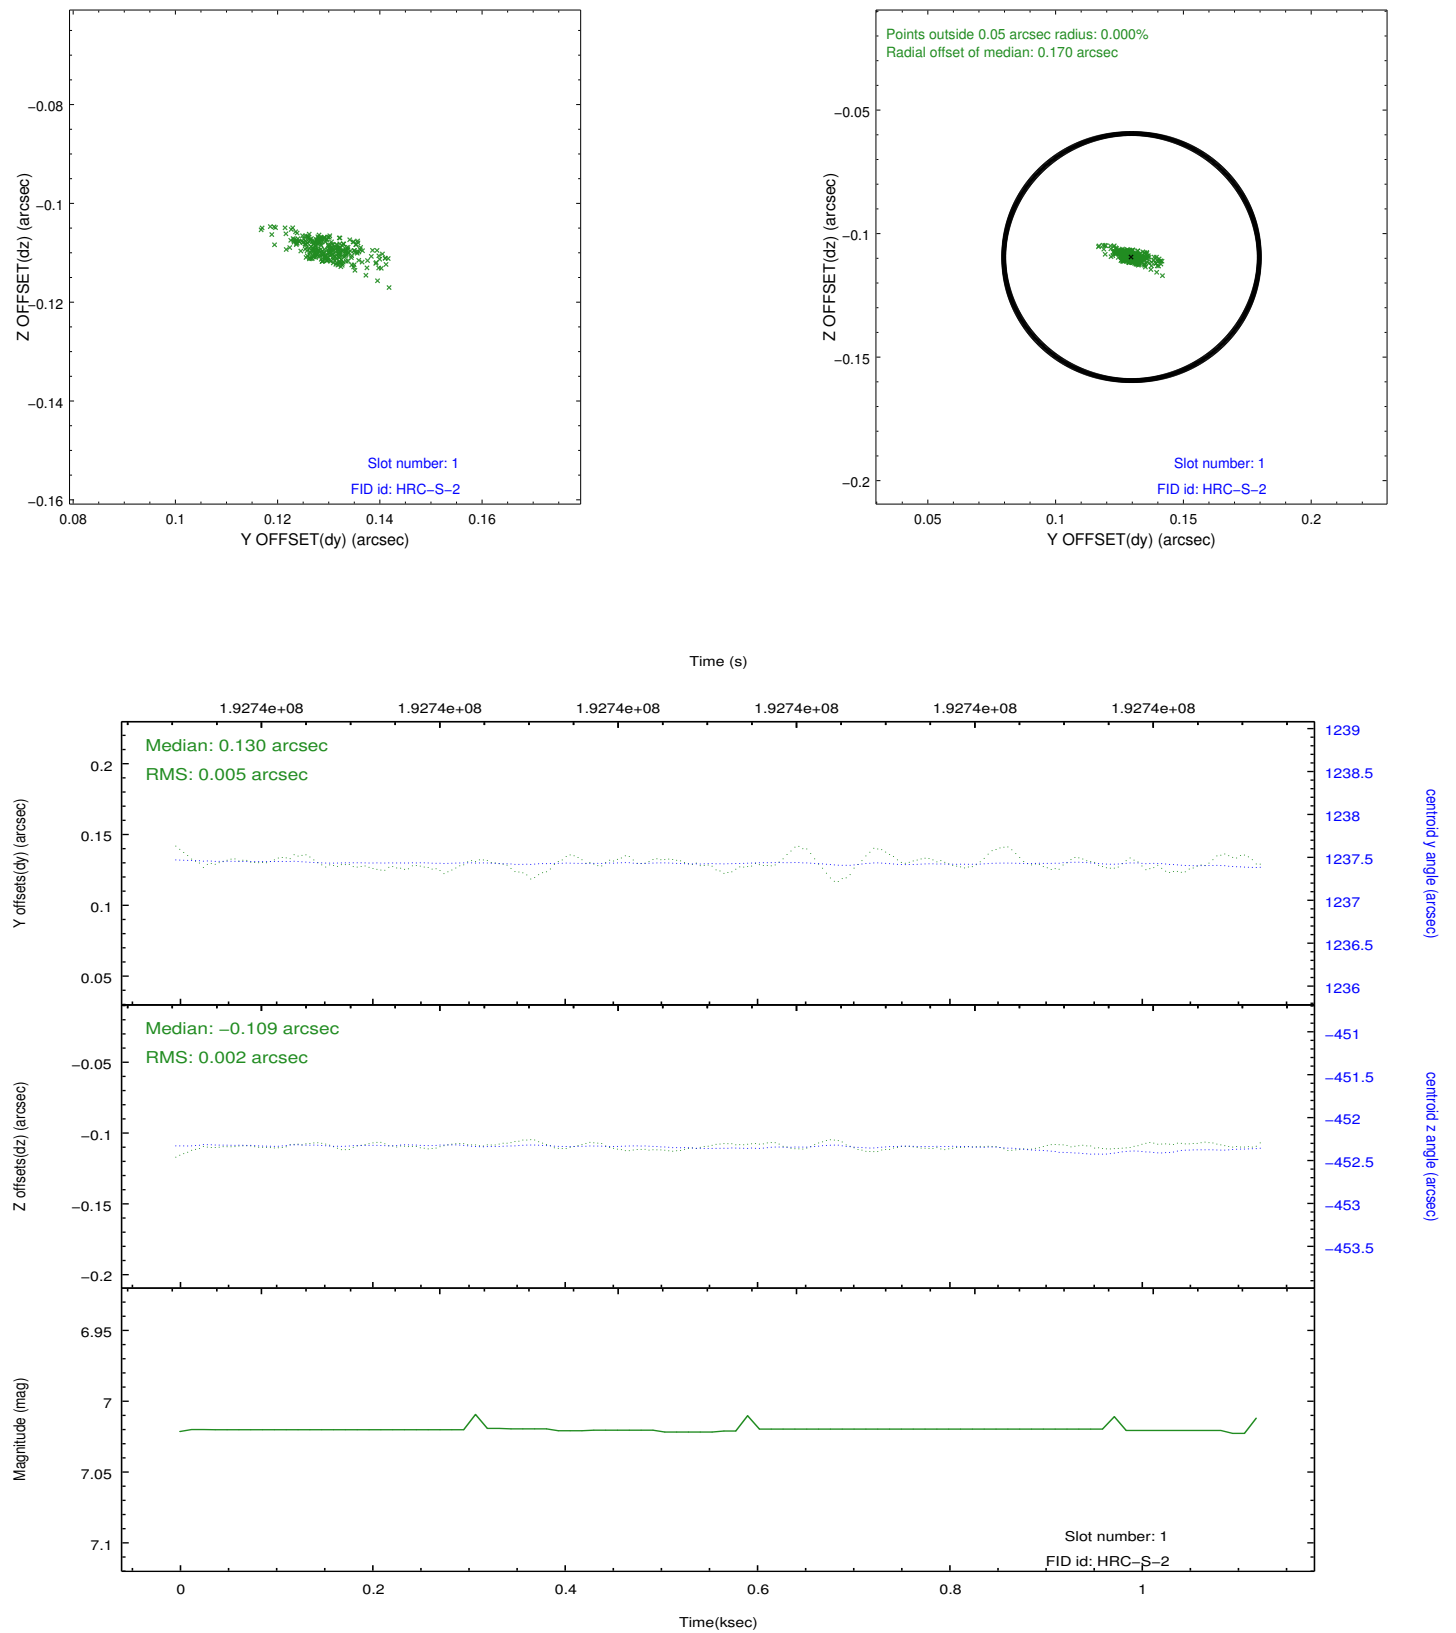 Points outside 0.05 arcsec radius: 0.000%
Radial offset of median: 0.170 arcsec
−0.08
−0.1
−0.12
−0.14
−0.16
Z OFFSET(dz) (arcsec)
Slot number: 1
FID id: HRC−S−2
0.08 0.1 0.12 0.14 0.16
Y OFFSET(dy) (arcsec)
−0.05
−0.1
−0.15
−0.2
Z OFFSET(dz) (arcsec)
Slot number: 1
FID id: HRC−S−2
0.05 0.1 0.15 0.2
Y OFFSET(dy) (arcsec)
Time (s)
1.9274e+08 1.9274e+08 1.9274e+08 1.9274e+08 1.9274e+08 1.9274e+08
Median: 0.130 arcsec
RMS: 0.005 arcsec
0.2
0.15
0.1
0.05
Y offsets(dy) (arcsec)
1239
1238.5
1238
1237.5
1237
1236.5
1236
centroid y angle (arcsec)
Median: −0.109 arcsec
RMS: 0.002 arcsec
−0.05
−0.1
−0.15
−0.2
Z offsets(dz) (arcsec)
−451
−451.5
−452
−452.5
−453
−453.5
centroid z angle (arcsec)
6.95
7
7.05
7.1
Magnitude (mag)
Slot number: 1
FID id: HRC−S−2
0 0.2 0.4 0.6 0.8 1
Time(ksec)